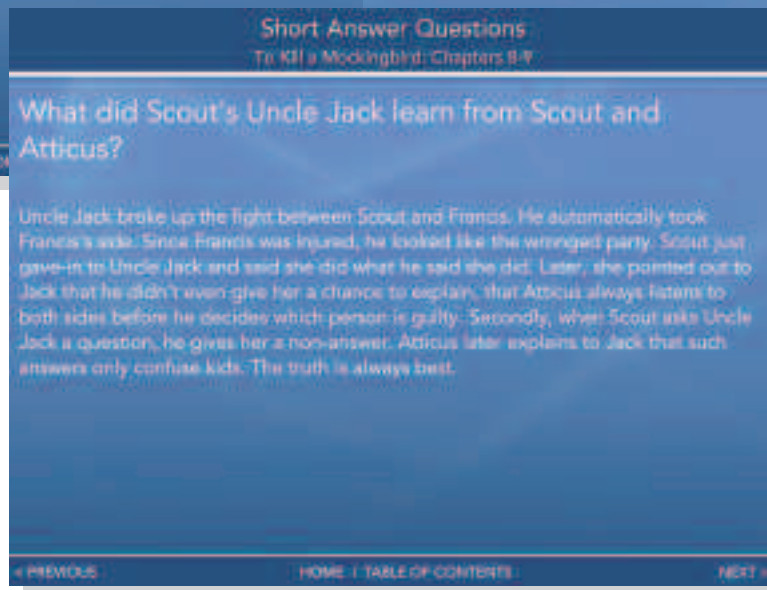 Short Answer Questions
To Kill a Mockingbird: Chapters 8-9
What did Scout's Uncle Jack learn from Scout and
Atticus?
Uncle Jack broke up the fight between Scout and Francis. He automatically took
Francis's side. Since Francis was injured, he looked like the wronged party. Scout just
gave-in to Uncle Jack and said she did what he said she did. Later, she pointed out to
Jack that he didn't even give her a chance to explain, that Atticus always listens to
both sides before he decides which person is guilty. Secondly, when Scout asks Uncle
Jack a question, he gives her a non-answer. Atticus later explains to Jack that such
answers only confuse kids. The truth is always best.
< PREVIOUS HOME | TABLE OF CONTENTS NEXT >